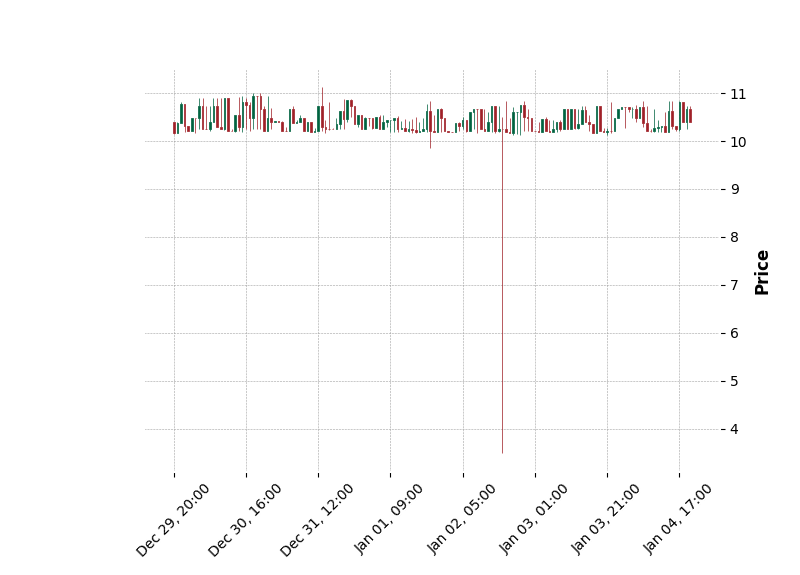 11
10
9
8
7
6
5
4
Price
Dec 29, 20:00
Dec 30, 16:00
Dec 31, 12:00
Jan 01, 09:00
Jan 02, 05:00
Jan 03, 01:00
Jan 03, 21:00
Jan 04, 17:00